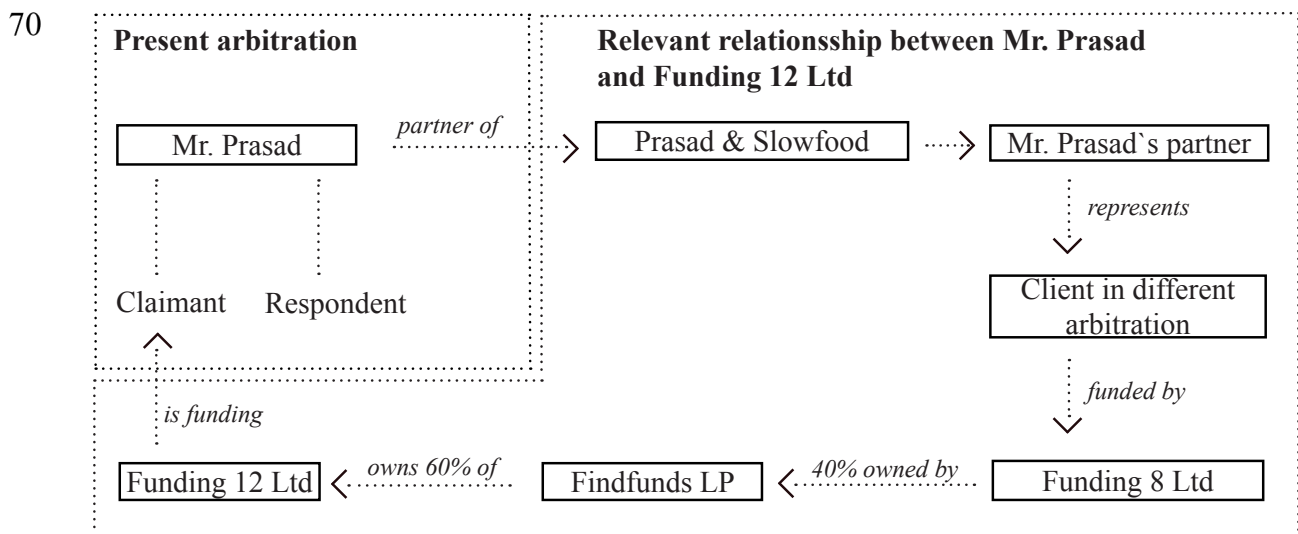 70
Present arbitration
Relevant relationsship between Mr. Prasad
and Funding 12 Ltd
Mr. Prasad
partner of
Prasad & Slowfood
Mr. Prasad`s partner
represents
Claimant
Respondent
Client in different
arbitration
is funding
funded by
Funding 12 Ltd
owns 60% of
Findfunds LP
40% owned by
Funding 8 Ltd